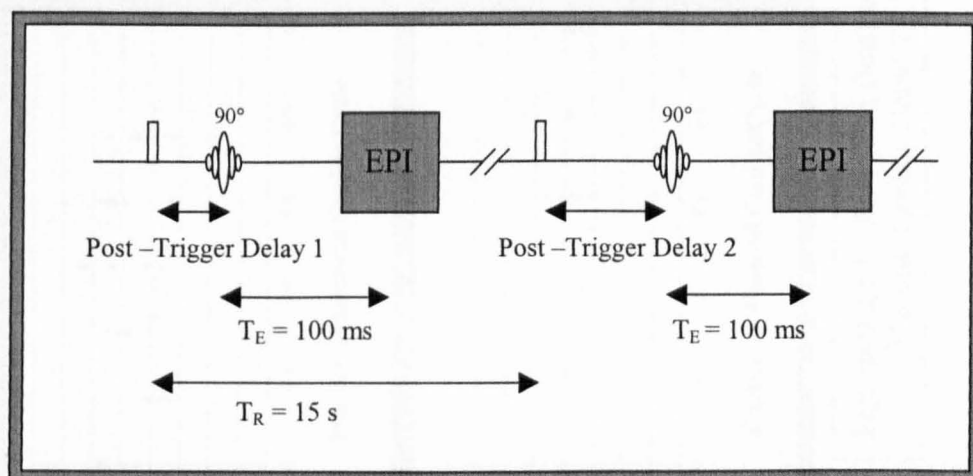 90° 90°
EPI EPI
Post –Trigger Delay 1 Post –Trigger Delay 2
T_E = 100 ms T_E = 100 ms
T_R = 15 s